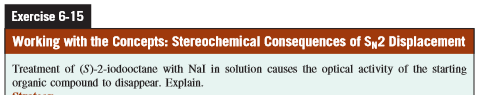 Exercise 6-15
Working with the Concepts: Stereochemical Consequences of SN2 Displacement
Treatment of (S)-2-iodooctane with NaI in solution causes the optical activity of the starting
organic compound to disappear. Explain.